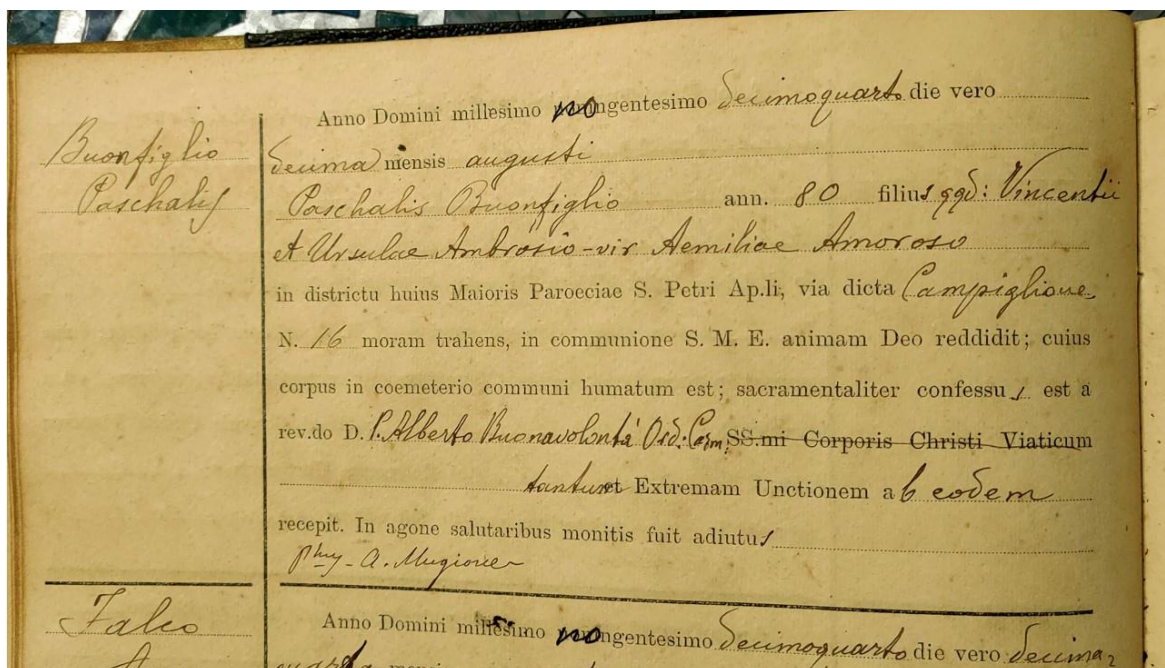 Buonfiglio
Paschalis
Anno Domini millesimo nongentesimo decimoquarto die vero
decima mensis augusti
Paschalis Buonfiglio ann. 80 filius qqd: Vincentii
et Ursulae Ambrosio - vir Aemiliae Amoroso
in districtu huius Maioris Paroeciae S. Petri Ap.li, via dicta Campiglione
N. 16 moram trahens, in communione S. M. E. animam Deo reddidit; cuius
corpus in coemeterio communi humatum est; sacramentaliter confessus est a
rev.do D. P. Alberto Buonavolontà Ord: Carm. SS.mi Corporis Christi Viaticum
tantum et Extremam Unctionem ab eodem
recepit. In agone salutaribus monitis fuit adiutus
A. Mugione
Falco
Anno Domini millesimo nongentesimo decimoquarto die vero decima
quarta